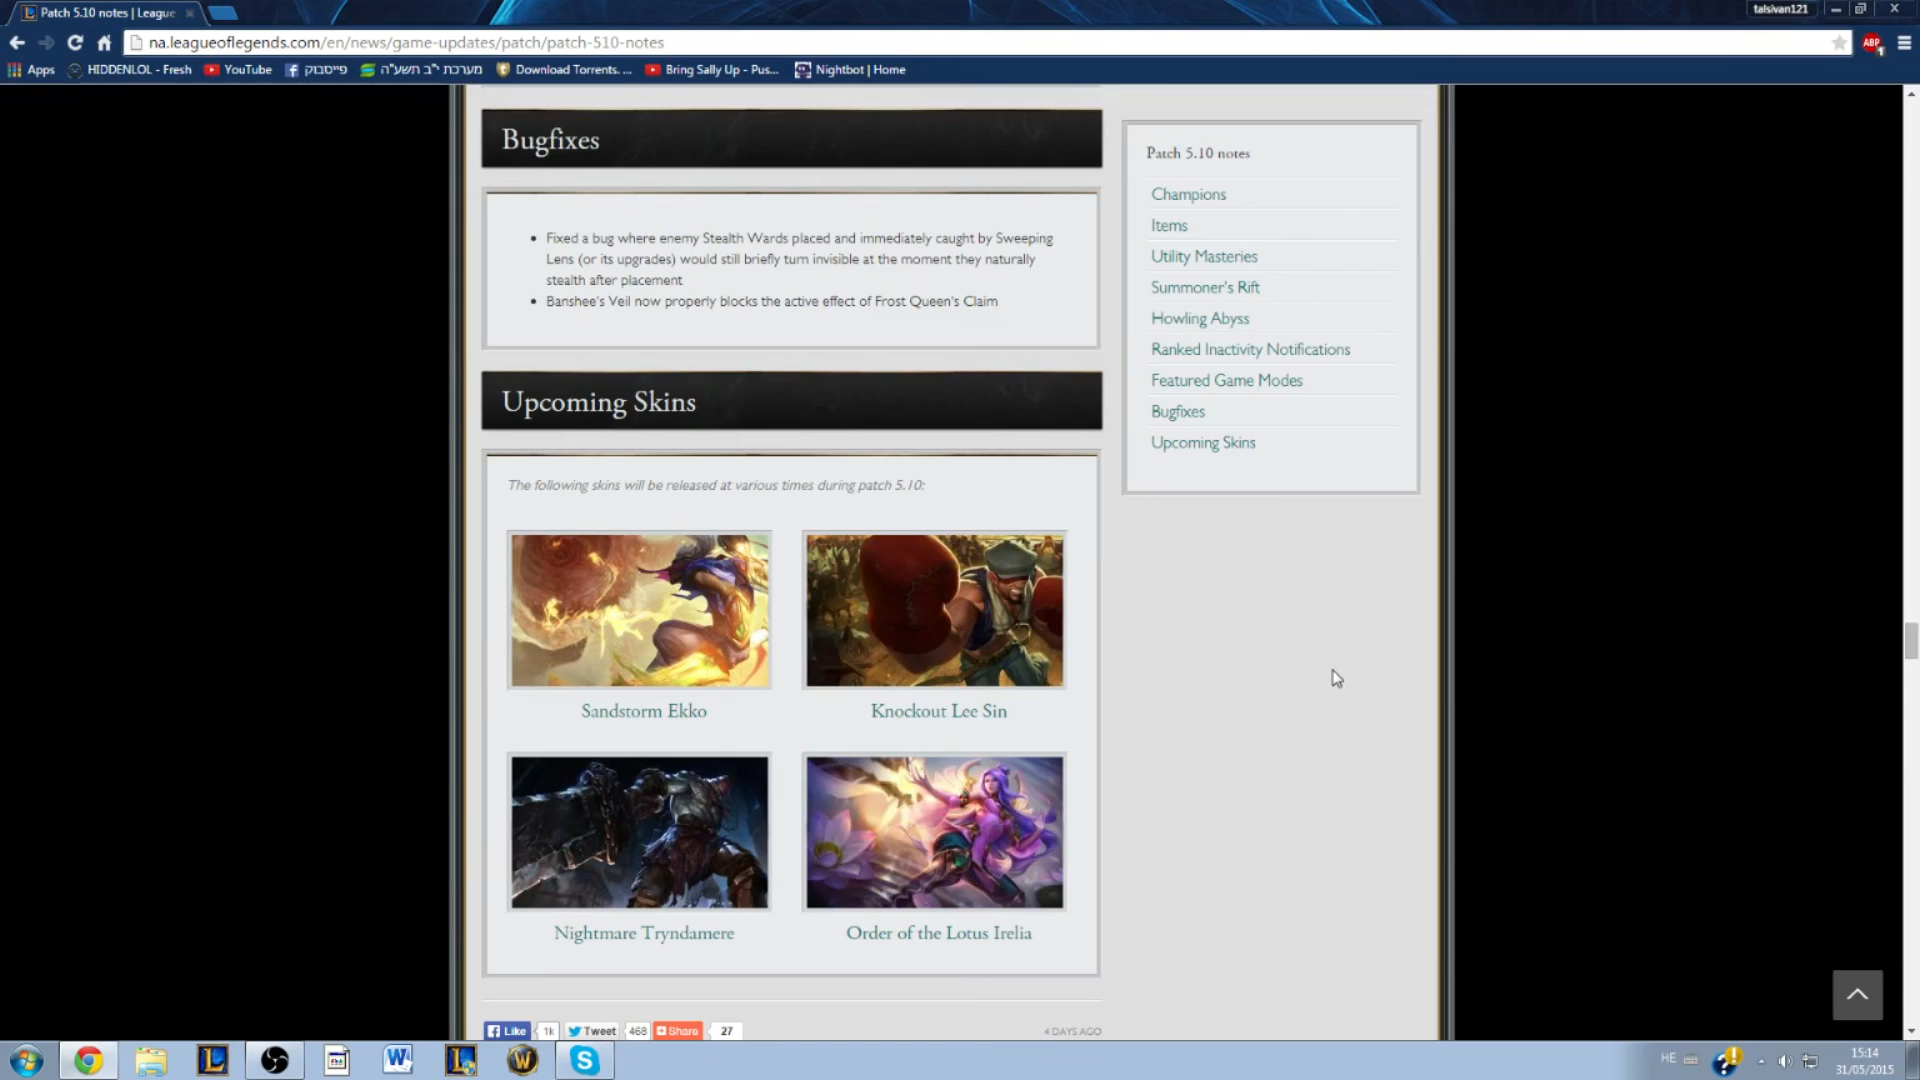 Patch 5.10 notes | League
talsivan121
na.leagueoflegends.com/en/news/game-updates/patch/patch-510-notes
ABP
1
Apps
HIDDENLOL - Fresh
YouTube
פייסבוק
מערכת י"ב תשע"ה
Download Torrents. ...
Bring Sally Up - Pus...
Nightbot | Home
Bugfixes
Fixed a bug where enemy Stealth Wards placed and immediately caught by Sweeping
Lens (or its upgrades) would still briefly turn invisible at the moment they naturally
stealth after placement
Banshee's Veil now properly blocks the active effect of Frost Queen's Claim
Upcoming Skins
The following skins will be released at various times during patch 5.10:
Sandstorm Ekko
Knockout Lee Sin
Nightmare Tryndamere
Order of the Lotus Irelia
Like
1k
Tweet
468
Share
27
4 DAYS AGO
Patch 5.10 notes
Champions
Items
Utility Masteries
Summoner's Rift
Howling Abyss
Ranked Inactivity Notifications
Featured Game Modes
Bugfixes
Upcoming Skins
HE
15:14
31/05/2015